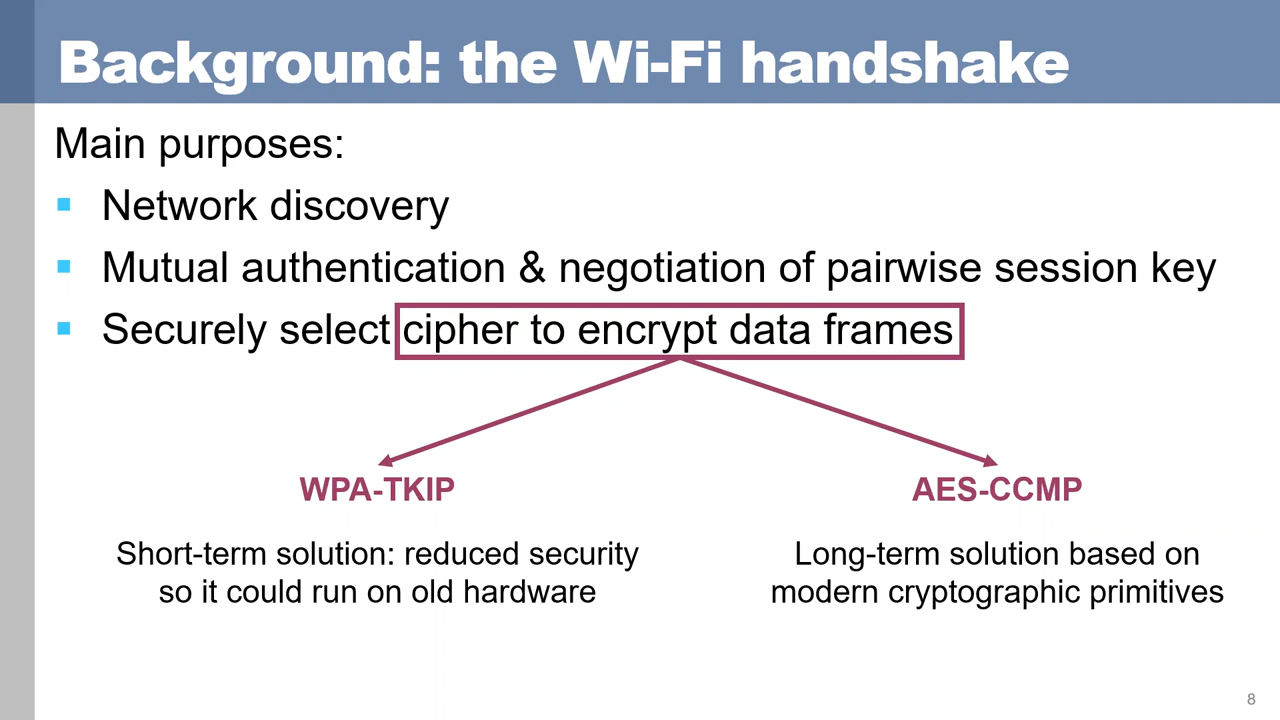 Background: the Wi-Fi handshake
Main purposes:
Network discovery
Mutual authentication & negotiation of pairwise session key
Securely select cipher to encrypt data frames
WPA-TKIP
Short-term solution: reduced security
so it could run on old hardware
AES-CCMP
Long-term solution based on
modern cryptographic primitives
8